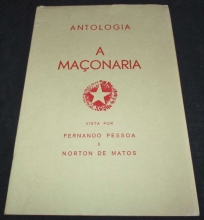 ANTOLOGIA
A
MAÇONARIA
VISTA POR
FERNANDO PESSOA
E
NORTON DE MATOS